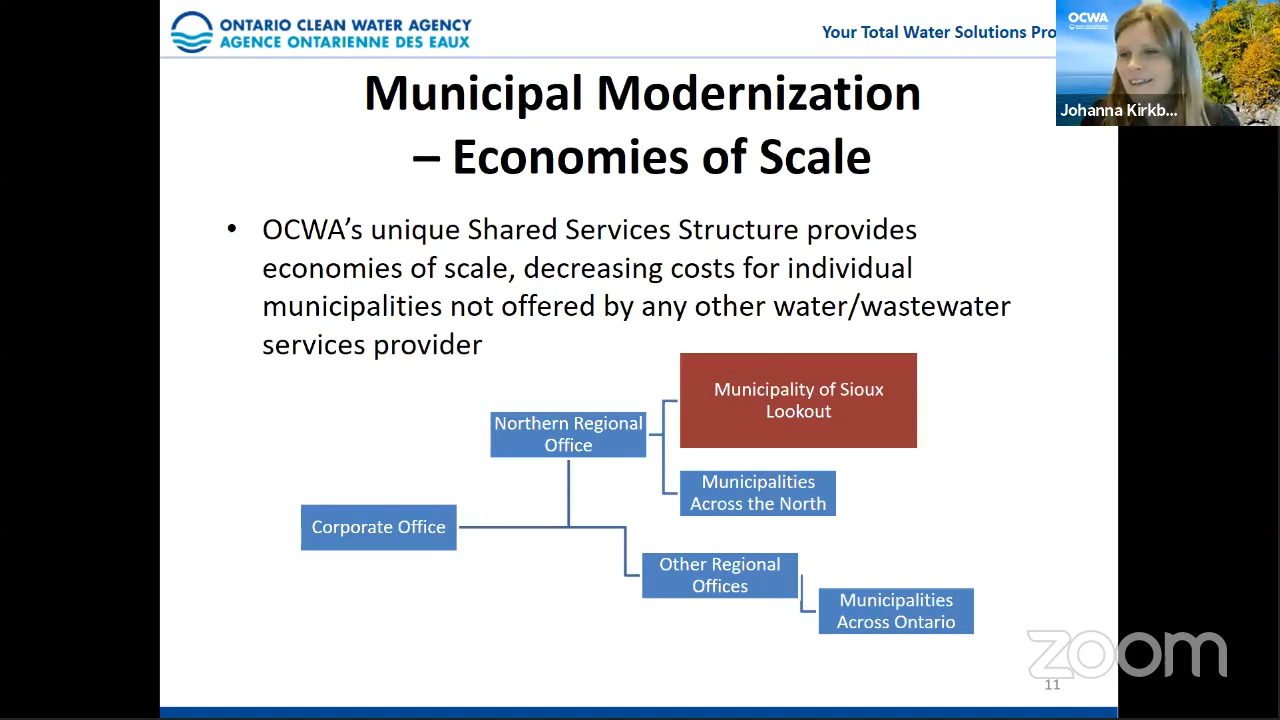 ONTARIO CLEAN WATER AGENCY
AGENCE ONTARIENNE DES EAUX
Your Total Water Solutions Pro
OCWA
Johanna Kirkb...
Municipal Modernization
– Economies of Scale
• OCWA’s unique Shared Services Structure provides
economies of scale, decreasing costs for individual
municipalities not offered by any other water/wastewater
services provider
Municipality of Sioux
Lookout
Northern Regional
Office
Municipalities
Across the North
Corporate Office
Other Regional
Offices
Municipalities
Across Ontario
zoom
11